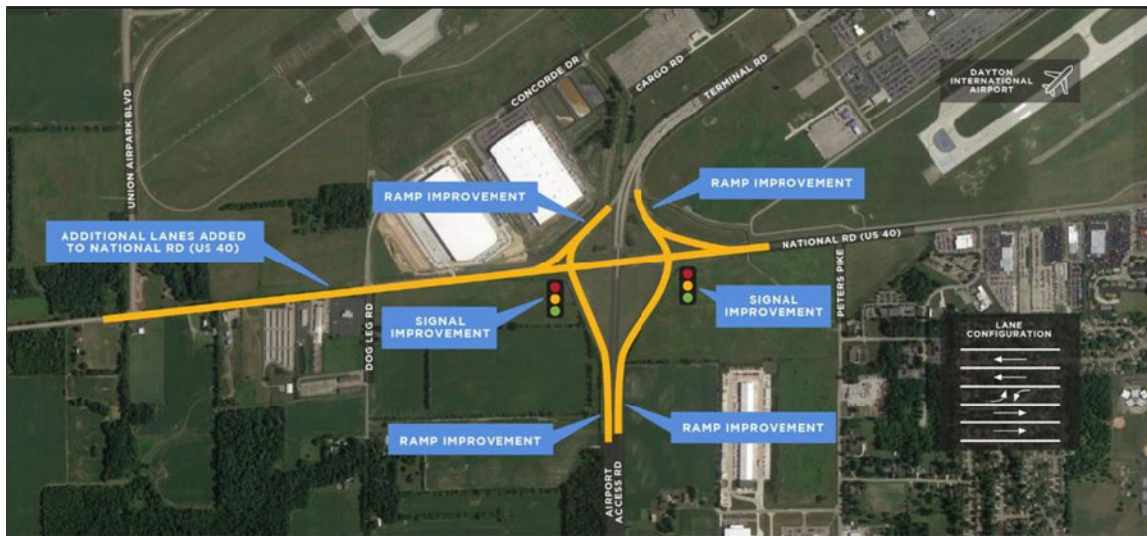 CONCORDE DR
CARGO RD
TERMINAL RD
DAYTON
INTERNATIONAL
AIRPORT
UNION AIRPARK BLVD
RAMP IMPROVEMENT
RAMP IMPROVEMENT
ADDITIONAL LANES ADDED
TO NATIONAL RD (US 40)
NATIONAL RD (US 40)
PETERS PIKE
SIGNAL
IMPROVEMENT
SIGNAL
IMPROVEMENT
DOG LEG RD
LANE
CONFIGURATION
RAMP IMPROVEMENT
RAMP IMPROVEMENT
AIRPORT
ACCESS RD